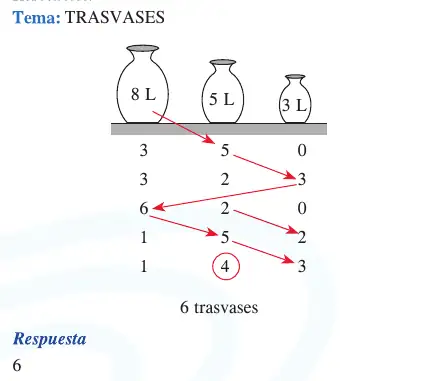 Tema: TRASVASES
8 L 5 L 3 L
3 5 0
3 2 3
6 2 0
1 5 2
1 4 3
6 trasvases
Respuesta
6